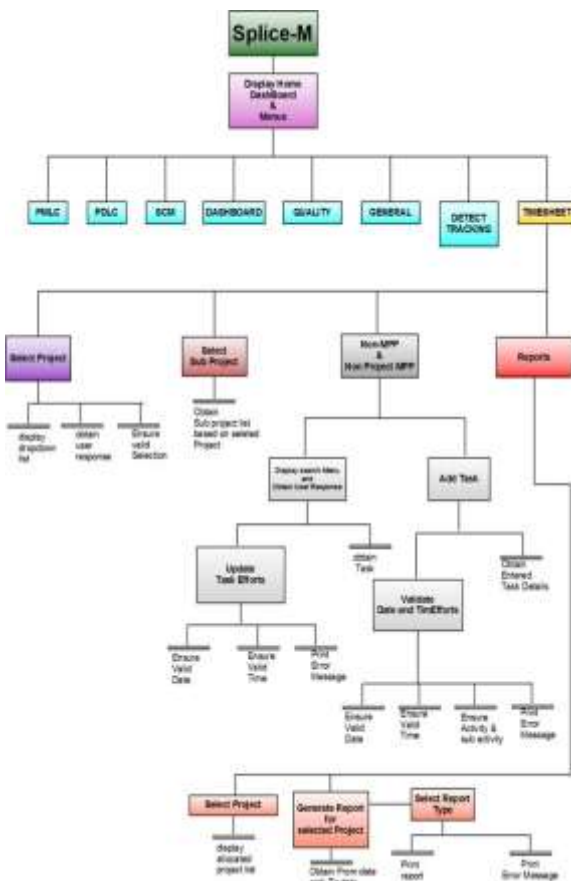 Splice-M
Display Home
DashBoard
&
Menus
PMLC
PDLC
SCM
DASHBOARD
QUALITY
GENERAL
DETECT
TRACKING
TIMESHEET
Select Project
Select
Sub Project
Non-MPP
&
Non Project MPP
Reports
display
dropdown
list
obtain
user
response
Ensure
valid
Selection
Obtain
Sub project list
based on seleted
Project
Display search Menu
and
Obtain User Response
Add Task
Update
Task Efforts
obtain
Task
Validate
Date and TimEfforts
Obtain
Entered
Task Details
Ensure
Valid
Date
Ensure
Valid
Time
Print
Error
Message
Ensure
Valid
Date
Ensure
Valid
Time
Ensure
Activity &
sub activity
Print
Error
Message
Select Project
Generate Report
for
selected Project
Select Report
Type
display
allocated
project list
Obtain From date
Print
report
Print
Error Message